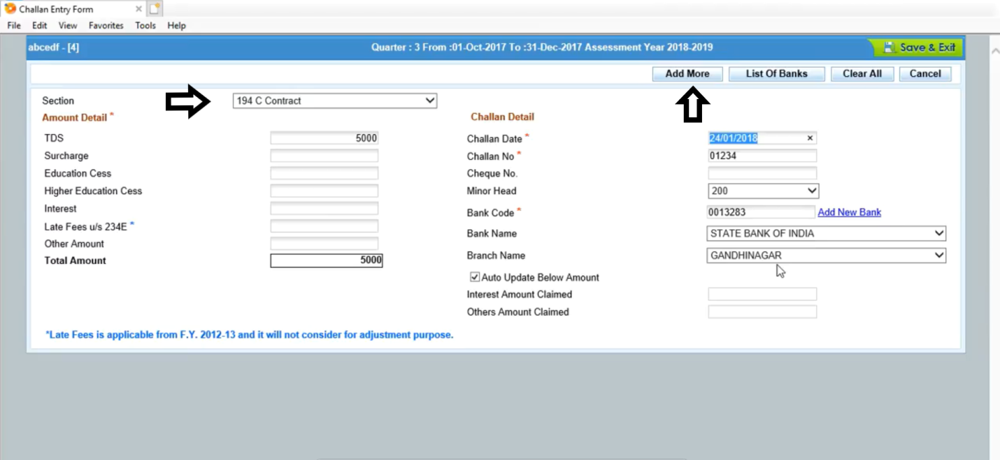 Challan Entry Form
File Edit View Favorites Tools Help
abcedf - [4] Quarter : 3 From :01-Oct-2017 To :31-Dec-2017 Assessment Year 2018-2019 Save & Exit
Add More List Of Banks Clear All Cancel
Section 194 C Contract
Amount Detail *
TDS 5000
Surcharge
Education Cess
Higher Education Cess
Interest
Late Fees u/s 234E *
Other Amount
Total Amount 5000
Challan Detail
Challan Date * 24/01/2018
Challan No * 01234
Cheque No.
Minor Head 200
Bank Code * 0013283 Add New Bank
Bank Name STATE BANK OF INDIA
Branch Name GANDHINAGAR
Auto Update Below Amount
Interest Amount Claimed
Others Amount Claimed
*Late Fees is applicable from F.Y. 2012-13 and it will not consider for adjustment purpose.